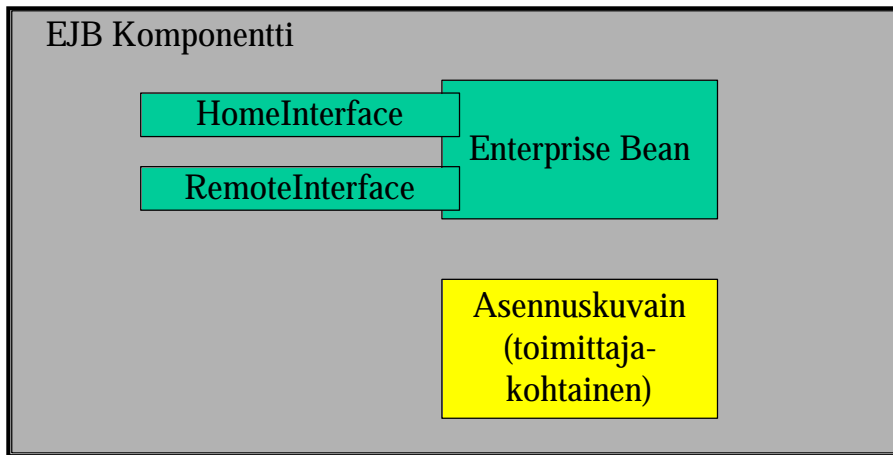 EJB Komponentti
HomeInterface
Enterprise Bean
RemoteInterface
Asennuskuvain
(toimittaja-
kohtainen)